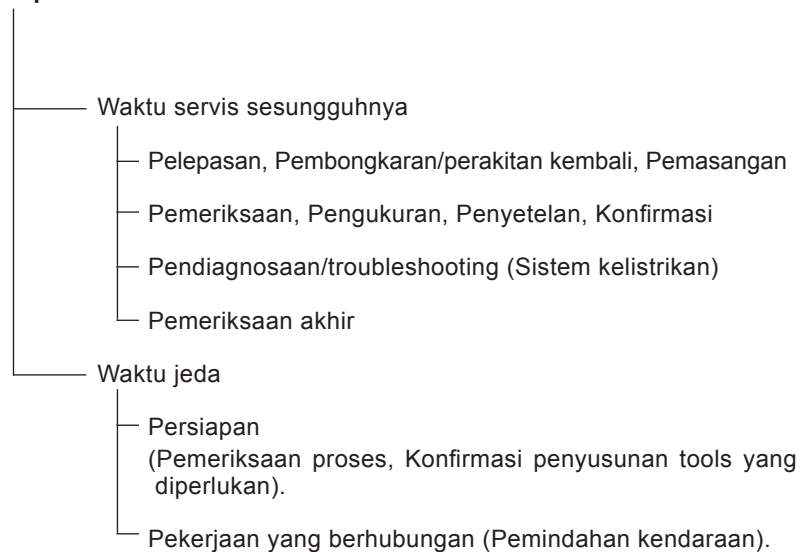 Waktu servis sesungguhnya
Pelepasan, Pembongkaran/perakitan kembali, Pemasangan
Pemeriksaan, Pengukuran, Penyetelan, Konfirmasi
Pendiagnosaan/troubleshooting (Sistem kelistrikan)
Pemeriksaan akhir
Waktu jeda
Persiapan
(Pemeriksaan proses, Konfirmasi penyusunan tools yang
diperlukan).
Pekerjaan yang berhubungan (Pemindahan kendaraan).